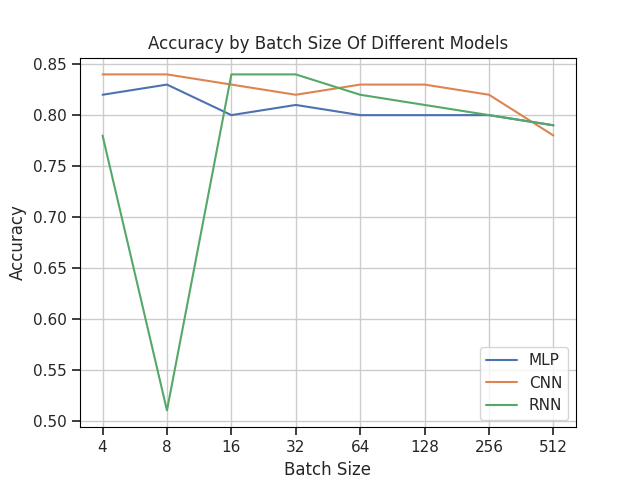 Accuracy by Batch Size Of Different Models
0.85
0.80
0.75
0.70
0.65
0.60
0.55
0.50
Accuracy
MLP
CNN
RNN
4 8 16 32 64 128 256 512
Batch Size